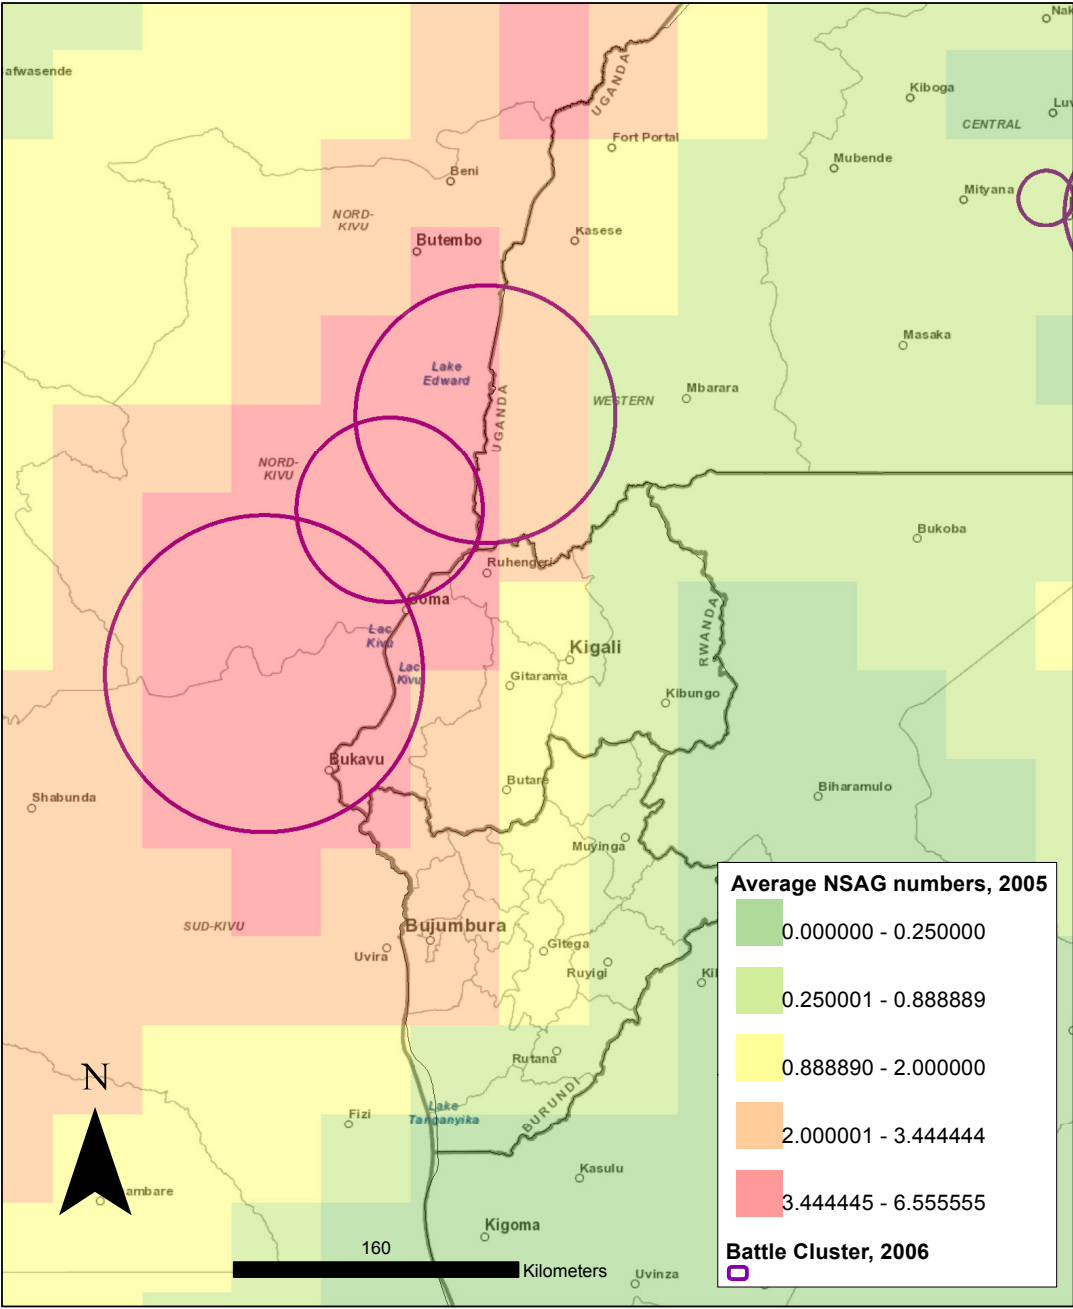 Nak
afwasende
UGANDA
Kiboga
Luv
CENTRAL
Fort Portal
Mubende
Beni
Mityana
NORD-
KIVU
Kasese
Butembo
Masaka
Lake
Edward
Mbarara
WESTERN
UGANDA
NORD-
KIVU
Bukoba
Ruhengeri
Goma
Lac
Kivu
Kigali
RWANDA
Lac
Kivu
Gitarama
Kibungo
Bukavu
Butare
Biharamulo
Shabunda
Muyinga
SUD-KIVU
Bujumbura
Uvira
Gitega
Ruyigi
Ki
Rutana
BURUNDI
Lake
Tanganyika
Fizi
Kasulu
ambare
Kigoma
Uvinza
N
160
Kilometers
Average NSAG numbers, 2005
0.000000 - 0.250000
0.250001 - 0.888889
0.888890 - 2.000000
2.000001 - 3.444444
3.444445 - 6.555555
Battle Cluster, 2006